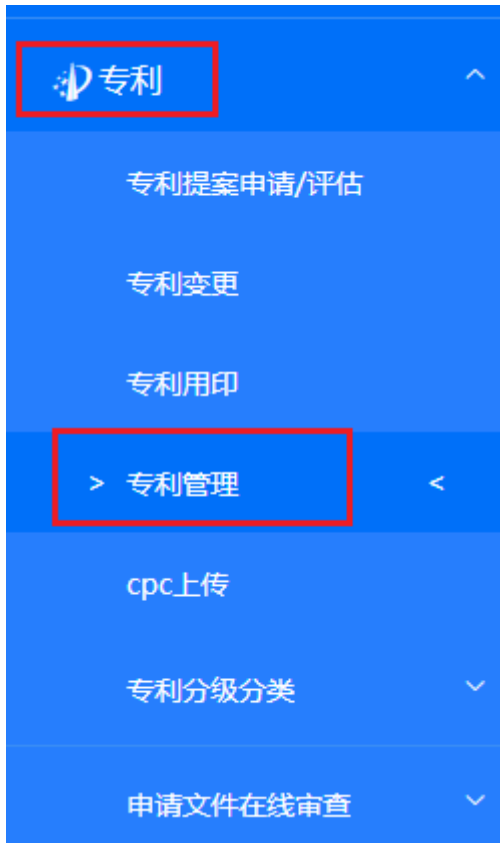 专利
专利提案申请/评估
专利变更
专利用印
> 专利管理 <
cpc上传
专利分级分类
申请文件在线审查